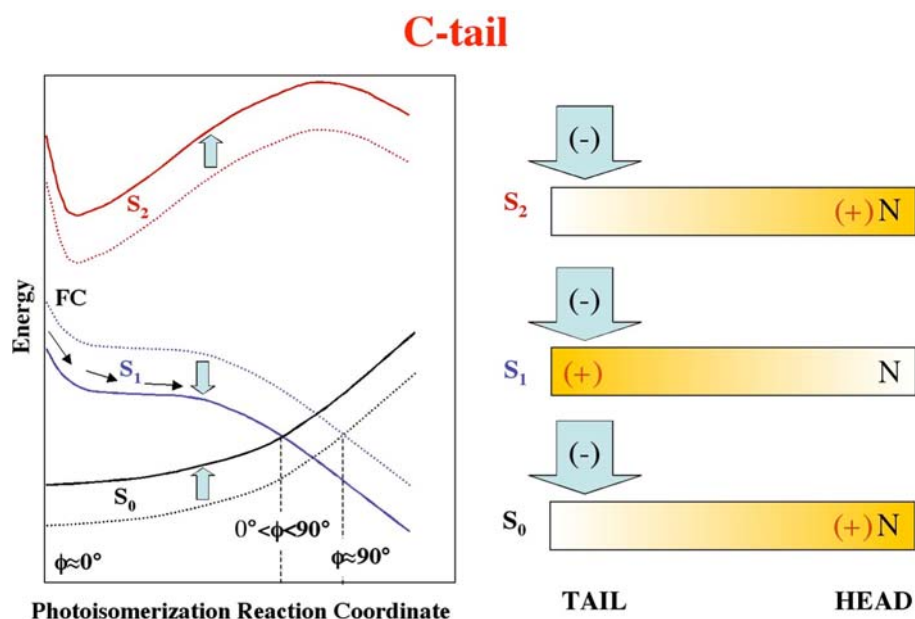 C-tail
Energy
S₂
FC
S₁
S₀
0°<ϕ<90°
ϕ≈0°
ϕ≈90°
Photoisomerization Reaction Coordinate
(-)
S₂
(+) N
(-)
S₁
(+) N
(-)
S₀
(+) N
TAIL HEAD